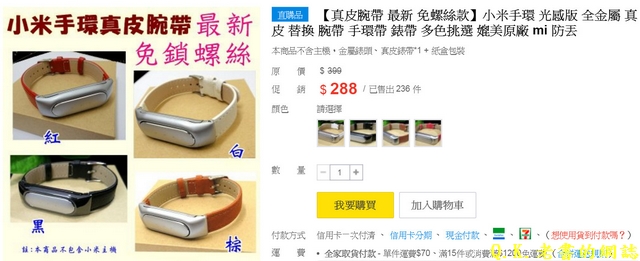 小米手環真皮腕帶最新
免鎖螺絲
紅
白
黑
棕
註:本商品不包含小米主機
直購品
【真皮腕帶 最新 免螺絲款】小米手環 光感版 全金屬 真
皮 替換 腕帶 手環帶 錶帶 多色挑選 媲美原廠 mi 防丟
本商品不含主機‧金屬錶頭、真皮錶帶*1 + 紙盒包裝
原 價 $ 399
促 銷 $ 288 / 已售出 236 件
顏色 請選擇
數 量 - 1 +
我要購買 加入購物車
付款方式 信用卡一次付清 、 信用卡分期 、 現金付款 、 、 、 (想使用貸到付款嗎?)
運 費 • 全家取貨付款 - 單件運費$70、滿15件或消費滿$1200免運費
的網誌